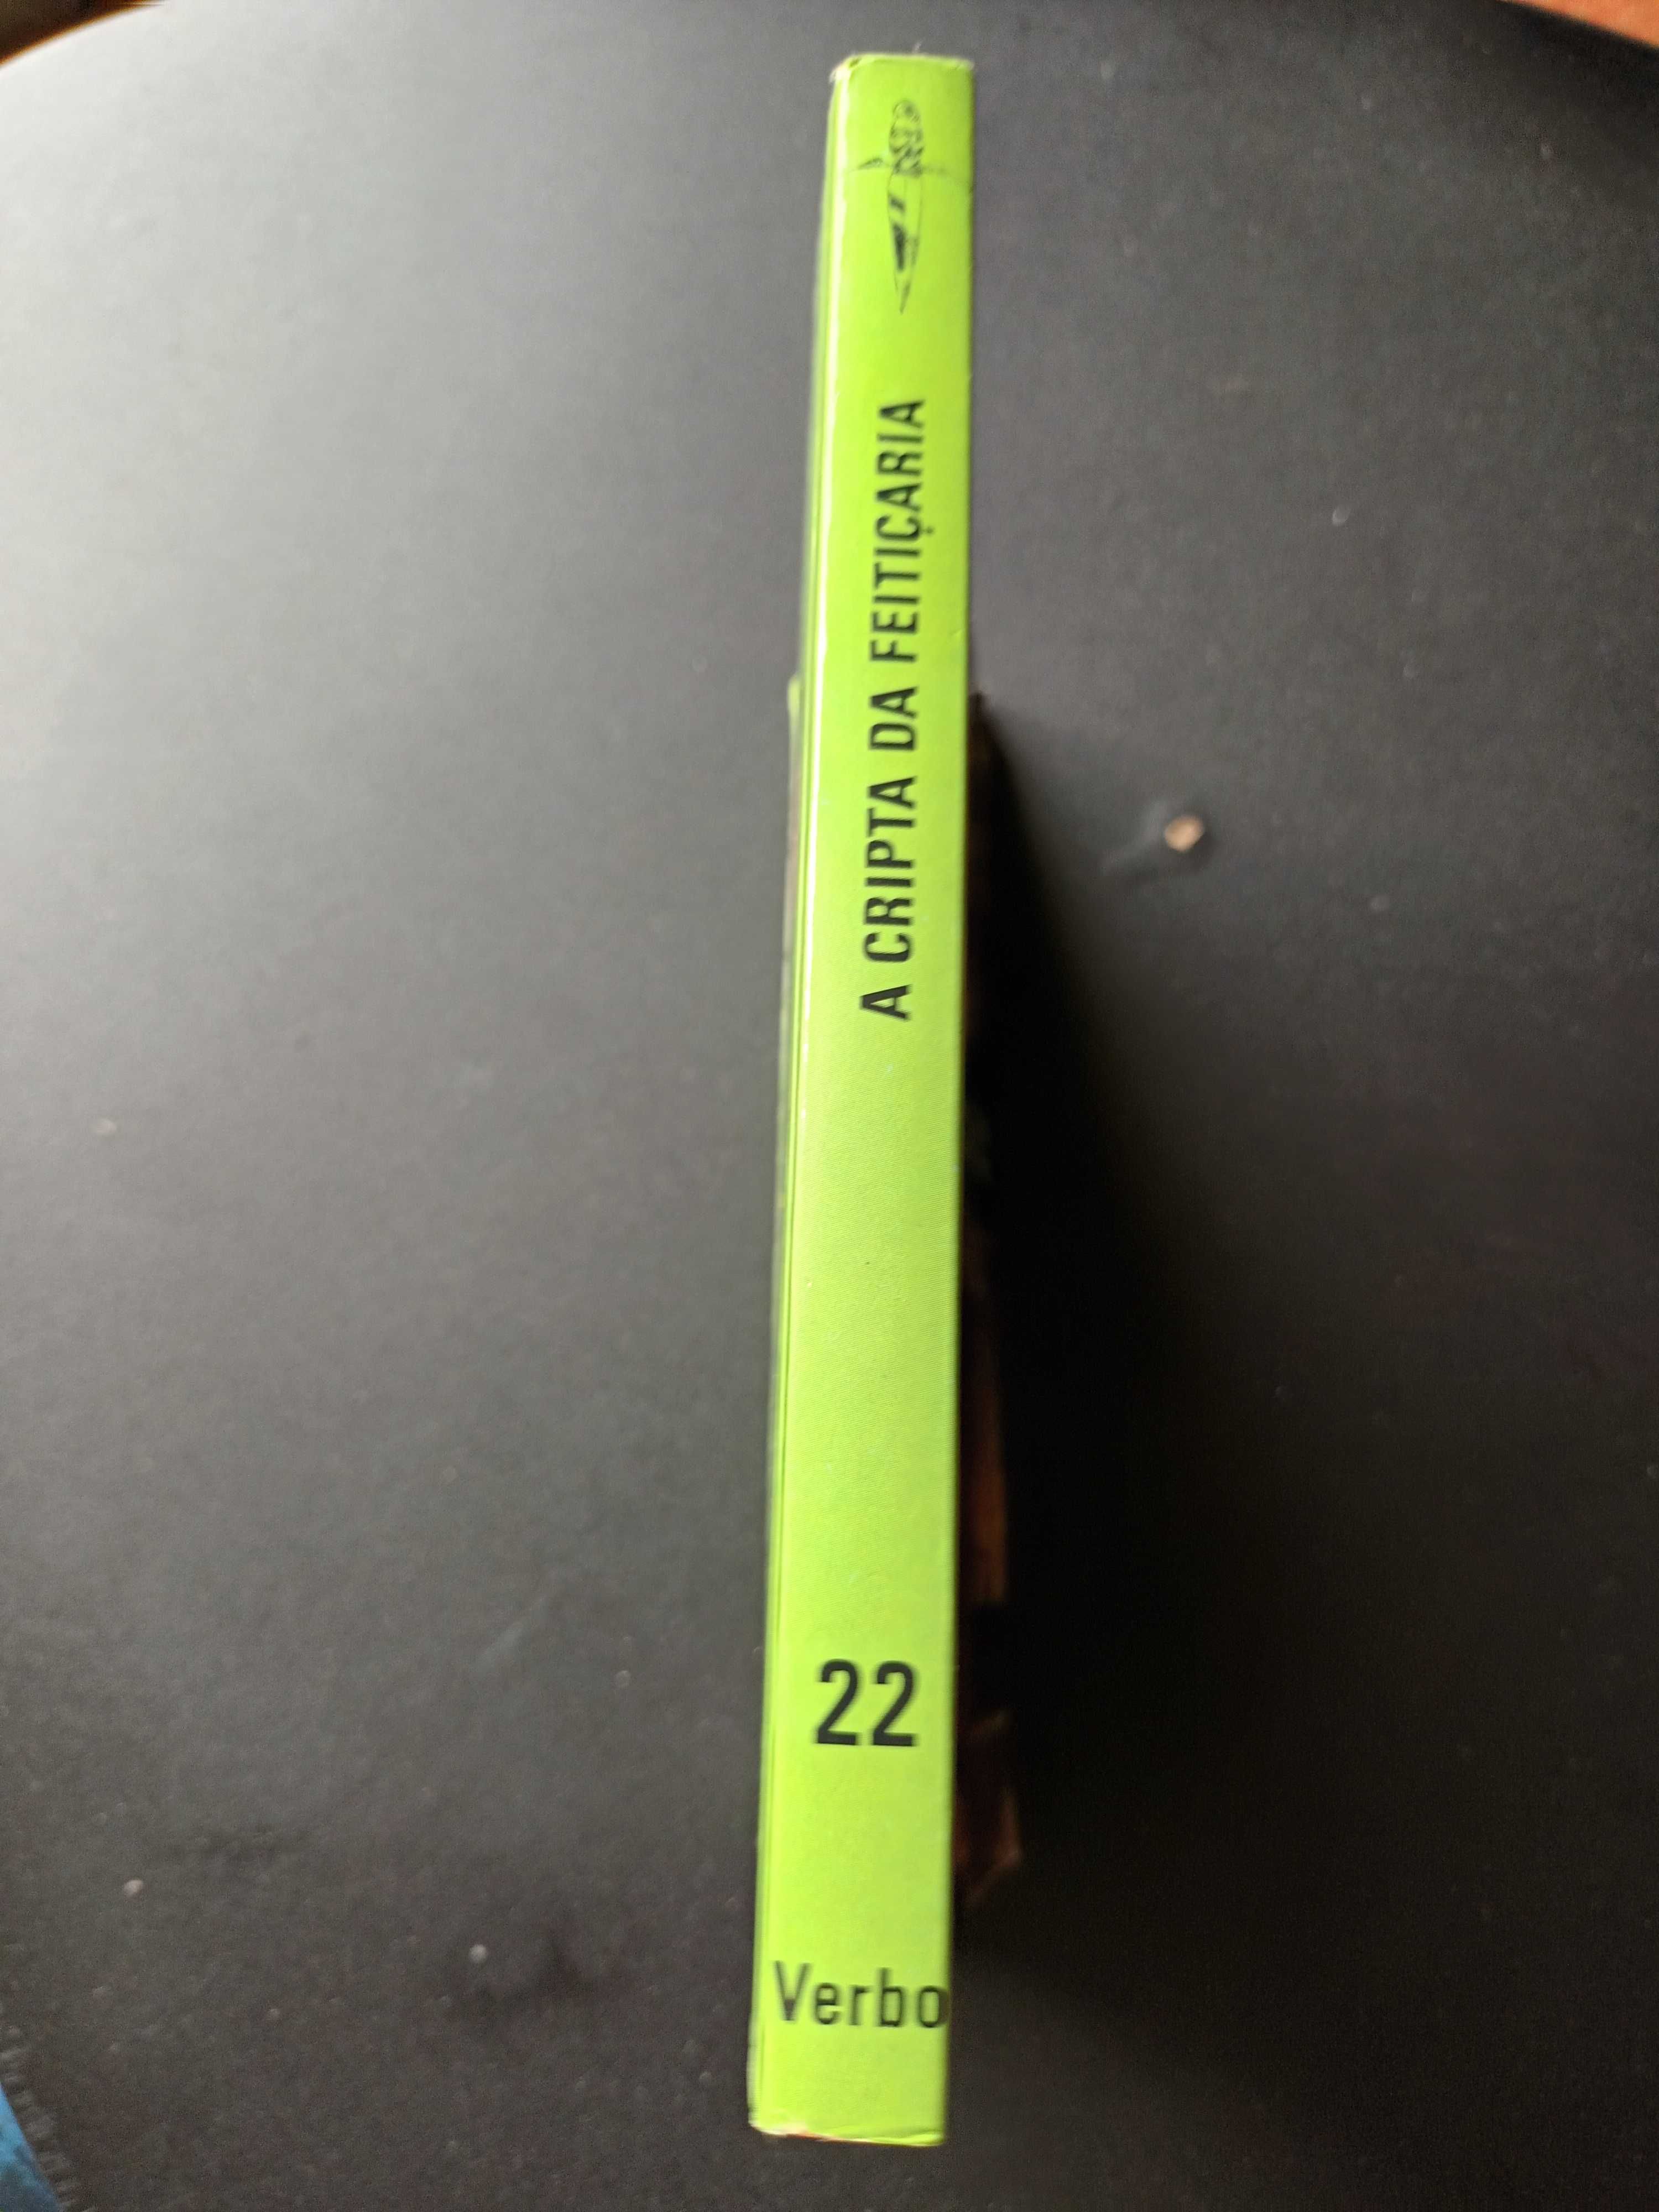 A CRIPTA DA FEITIÇARIA
22
Verbo